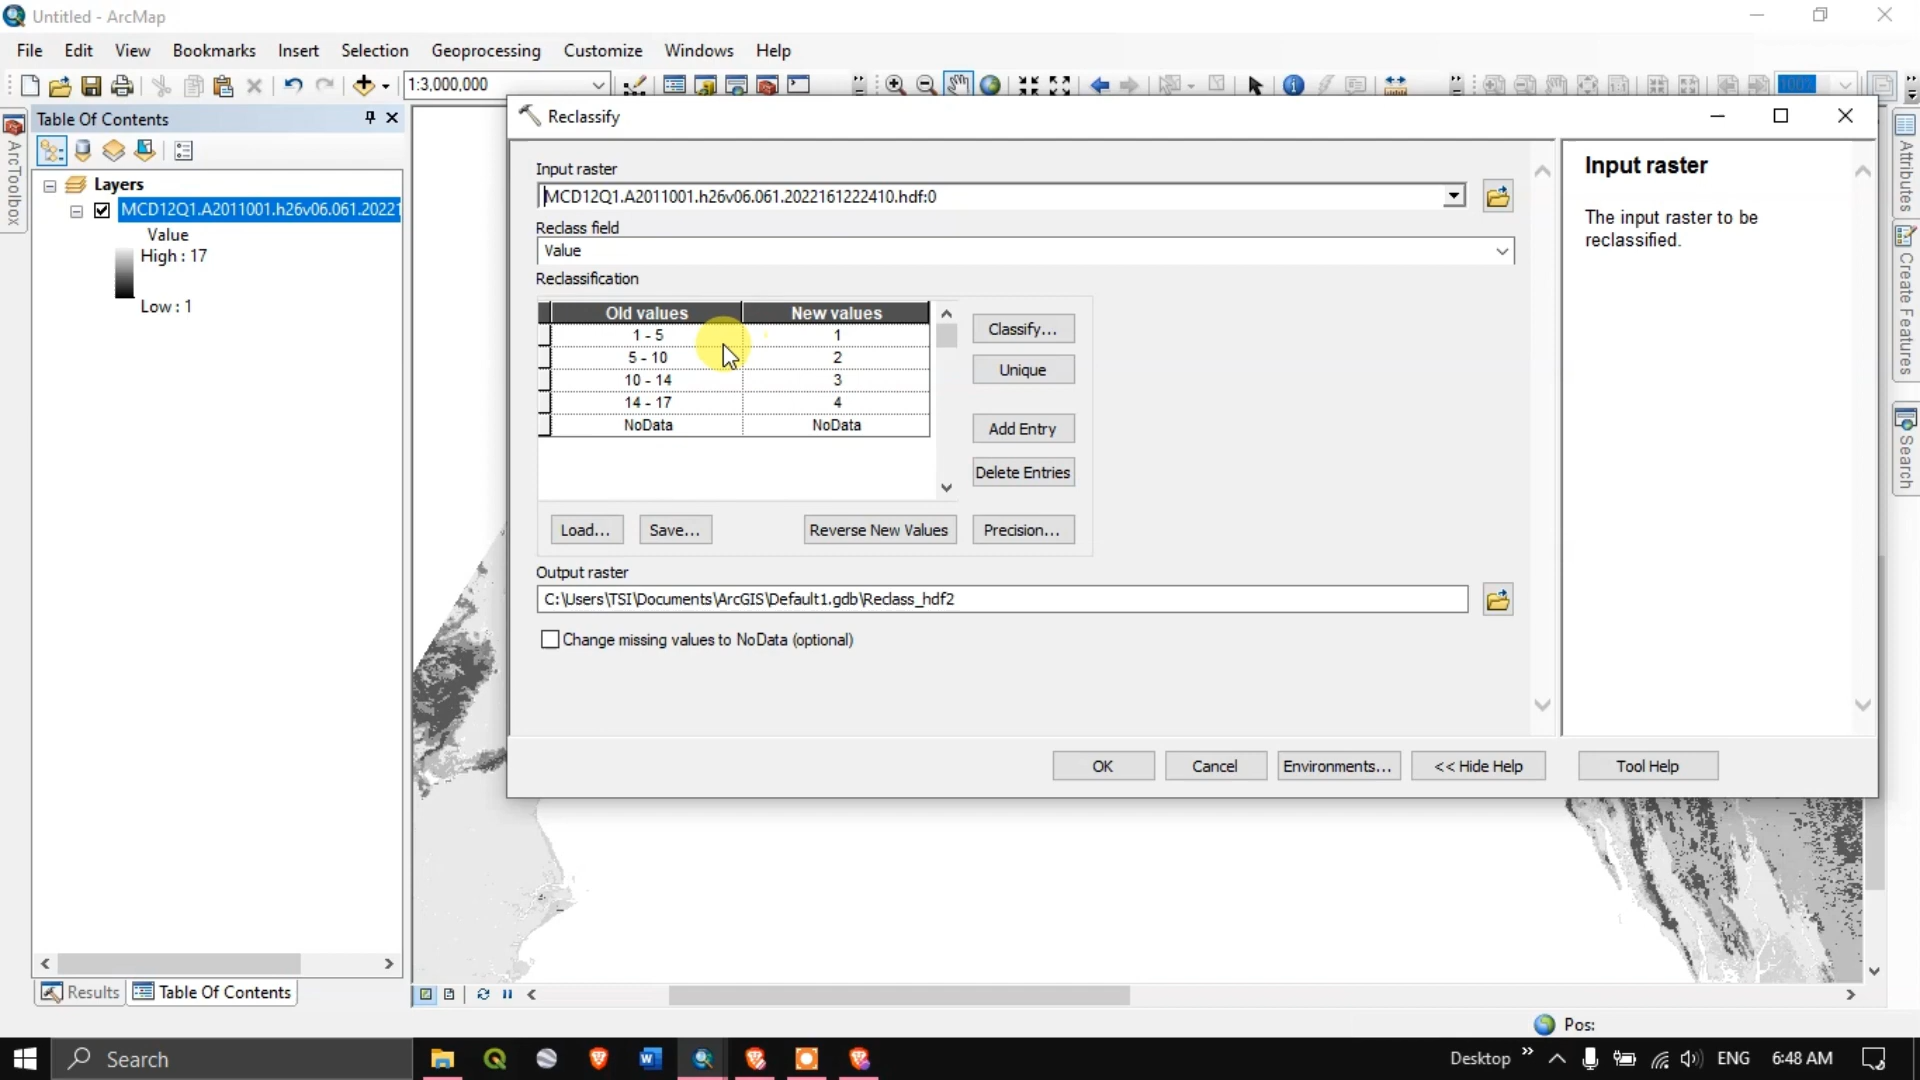 Untitled - ArcMap
File Edit View Bookmarks Insert Selection Geoprocessing Customize Windows Help
1:3,000,000
100%
Table Of Contents
ArcToolbox
Layers
MCD12Q1.A2011001.h26v06.061.20221
Value
High : 17
Low : 1
Results
Table Of Contents
Reclassify
Input raster
MCD12Q1.A2011001.h26v06.061.2022161222410.hdf:0
Reclass field
Value
Reclassification
Old values New values
1 - 5 1
5 - 10 2
10 - 14 3
14 - 17 4
NoData NoData
Classify...
Unique
Add Entry
Delete Entries
Load... Save... Reverse New Values Precision...
Output raster
C:\Users\TSI\Documents\ArcGIS\Default1.gdb\Reclass_hdf2
Change missing values to NoData (optional)
OK Cancel Environments... << Hide Help Tool Help
Input raster
The input raster to be
reclassified.
Attributes
Create Features
Search
Pos:
Search
Desktop » ENG 6:48 AM